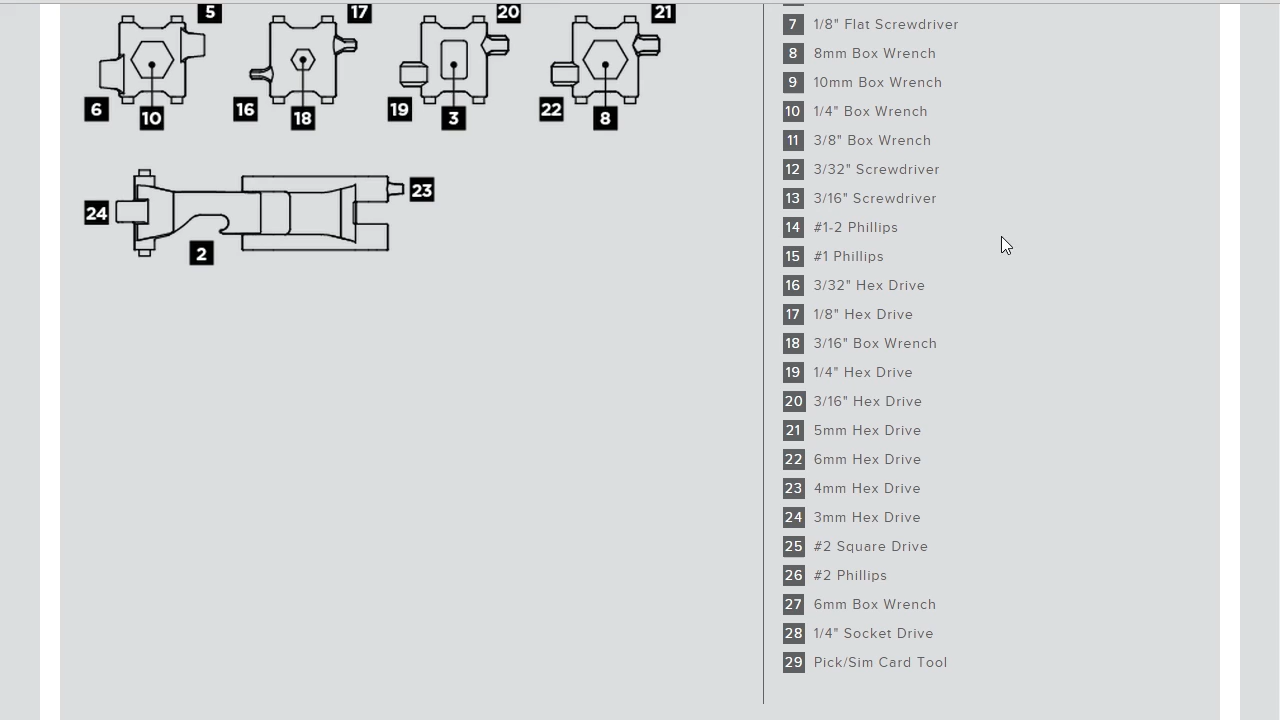 5
17
20
21
6
10
16
18
19
3
22
8
24
23
2
7 1/8" Flat Screwdriver
8 8mm Box Wrench
9 10mm Box Wrench
10 1/4" Box Wrench
11 3/8" Box Wrench
12 3/32" Screwdriver
13 3/16" Screwdriver
14 #1-2 Phillips
15 #1 Phillips
16 3/32" Hex Drive
17 1/8" Hex Drive
18 3/16" Box Wrench
19 1/4" Hex Drive
20 3/16" Hex Drive
21 5mm Hex Drive
22 6mm Hex Drive
23 4mm Hex Drive
24 3mm Hex Drive
25 #2 Square Drive
26 #2 Phillips
27 6mm Box Wrench
28 1/4" Socket Drive
29 Pick/Sim Card Tool